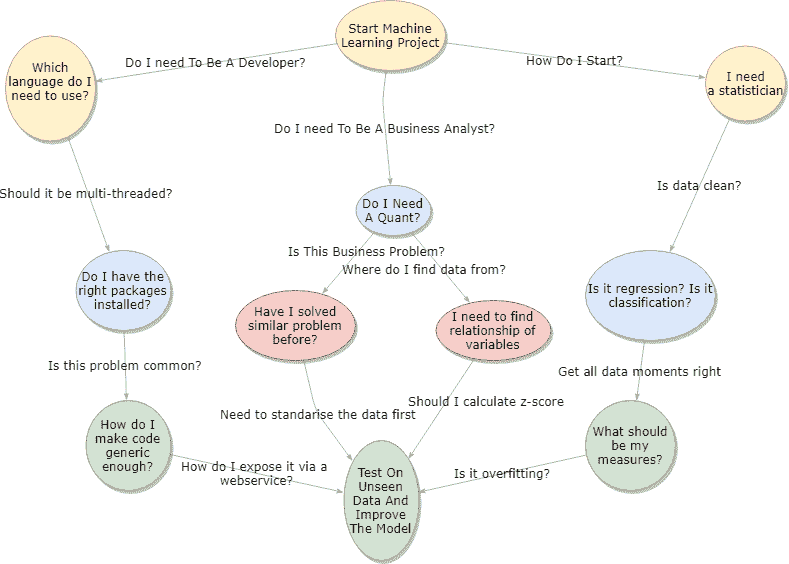 Start Machine
Learning Project
Do I need To Be A Developer?
How Do I Start?
Which
language do I
need to use?
I need
a statistician
Do I need To Be A Business Analyst?
Should it be multi-threaded?
Is data clean?
Do I Need
A Quant?
Is This Business Problem?
Where do I find data from?
Do I have the
right packages
installed?
Is it regression? Is it
classification?
Have I solved
similar problem
before?
I need to find
relationship of
variables
Is this problem common?
Get all data moments right
Need to standarise the data first
Should I calculate z-score
How do I
make code
generic
enough?
What should
be my
measures?
How do I expose it via a
webservice?
Is it overfitting?
Test On
Unseen
Data And
Improve
The Model